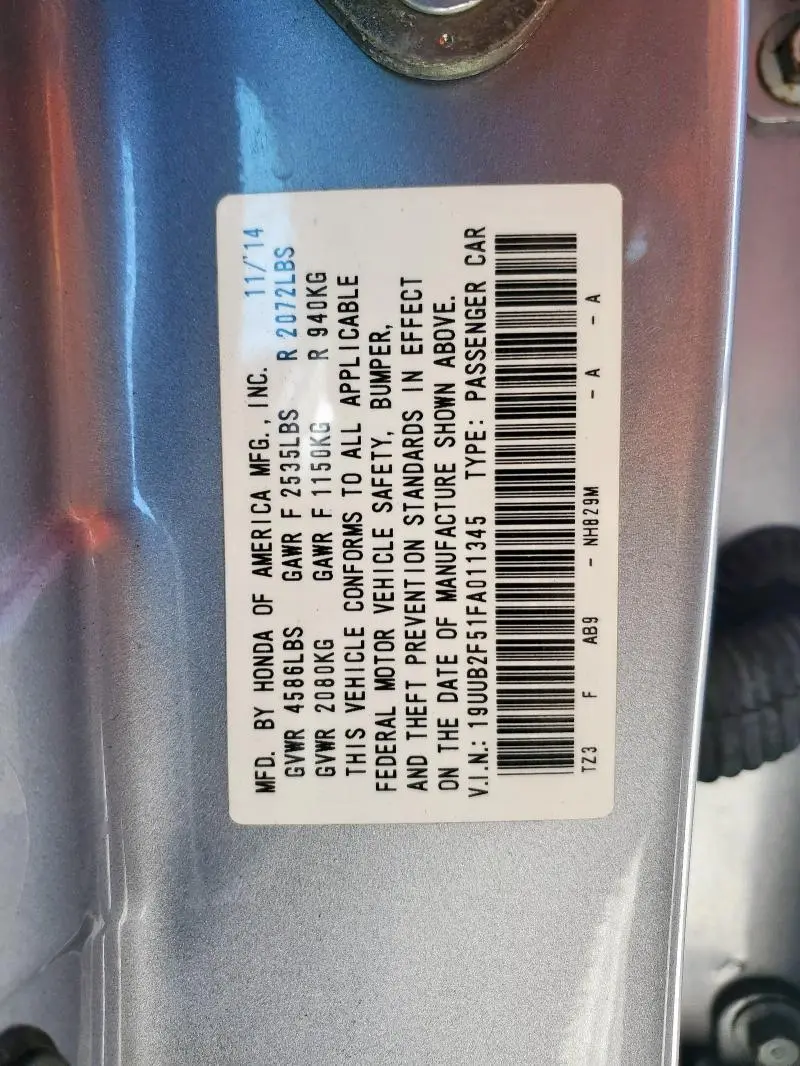 MFD. BY HONDA OF AMERICA MFG., INC. 11/'14
GVWR 4586LBS GAWR F 2535LBS R 2072LBS
GVWR 2080KG GAWR F 1150KG R 940KG
THIS VEHICLE CONFORMS TO ALL APPLICABLE
FEDERAL MOTOR VEHICLE SAFETY, BUMPER,
AND THEFT PREVENTION STANDARDS IN EFFECT
ON THE DATE OF MANUFACTURE SHOWN ABOVE.
V.I.N.: 19UUB2F51FA011345 TYPE: PASSENGER CAR
TZ3 F AB9 - NH829M - A - A